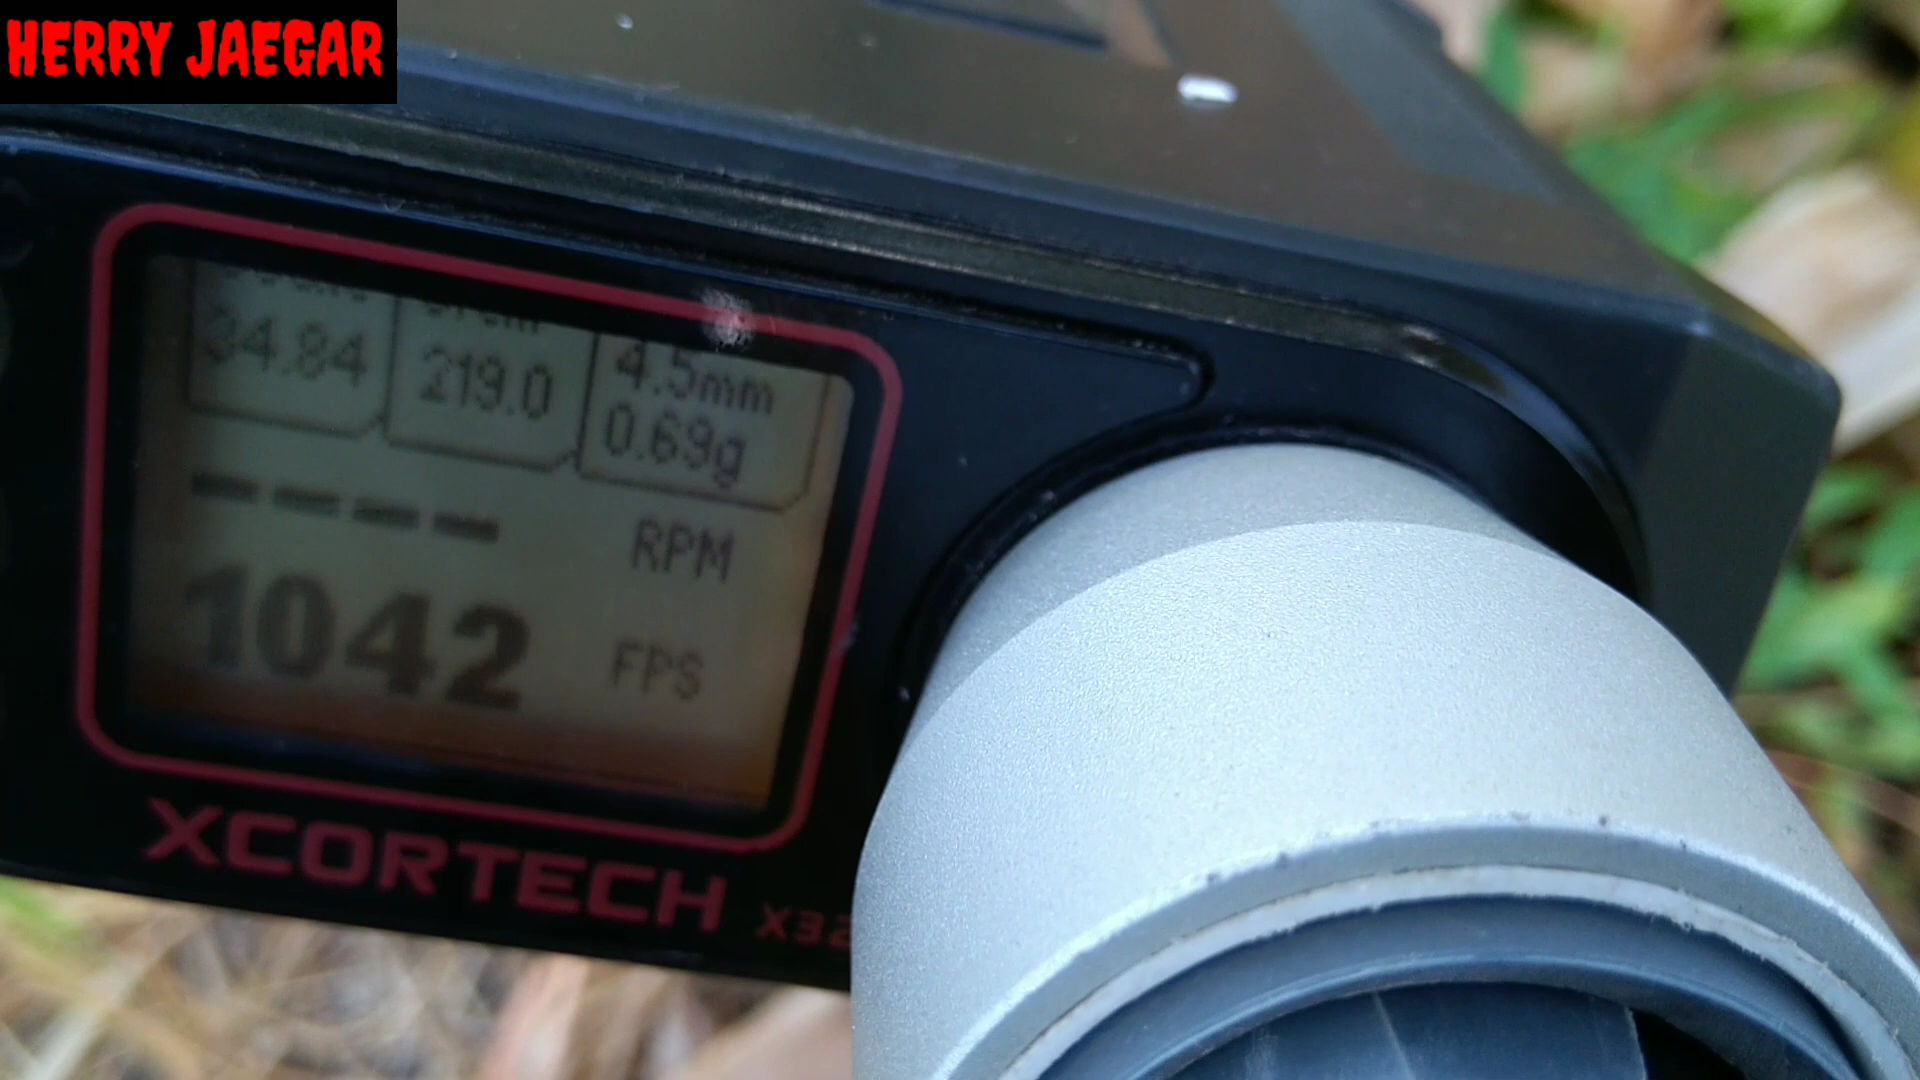 HERRY JAEGAR
34.84
219.0
4.5mm
0.69g
---- RPM
1042 FPS
XCORTECH X32